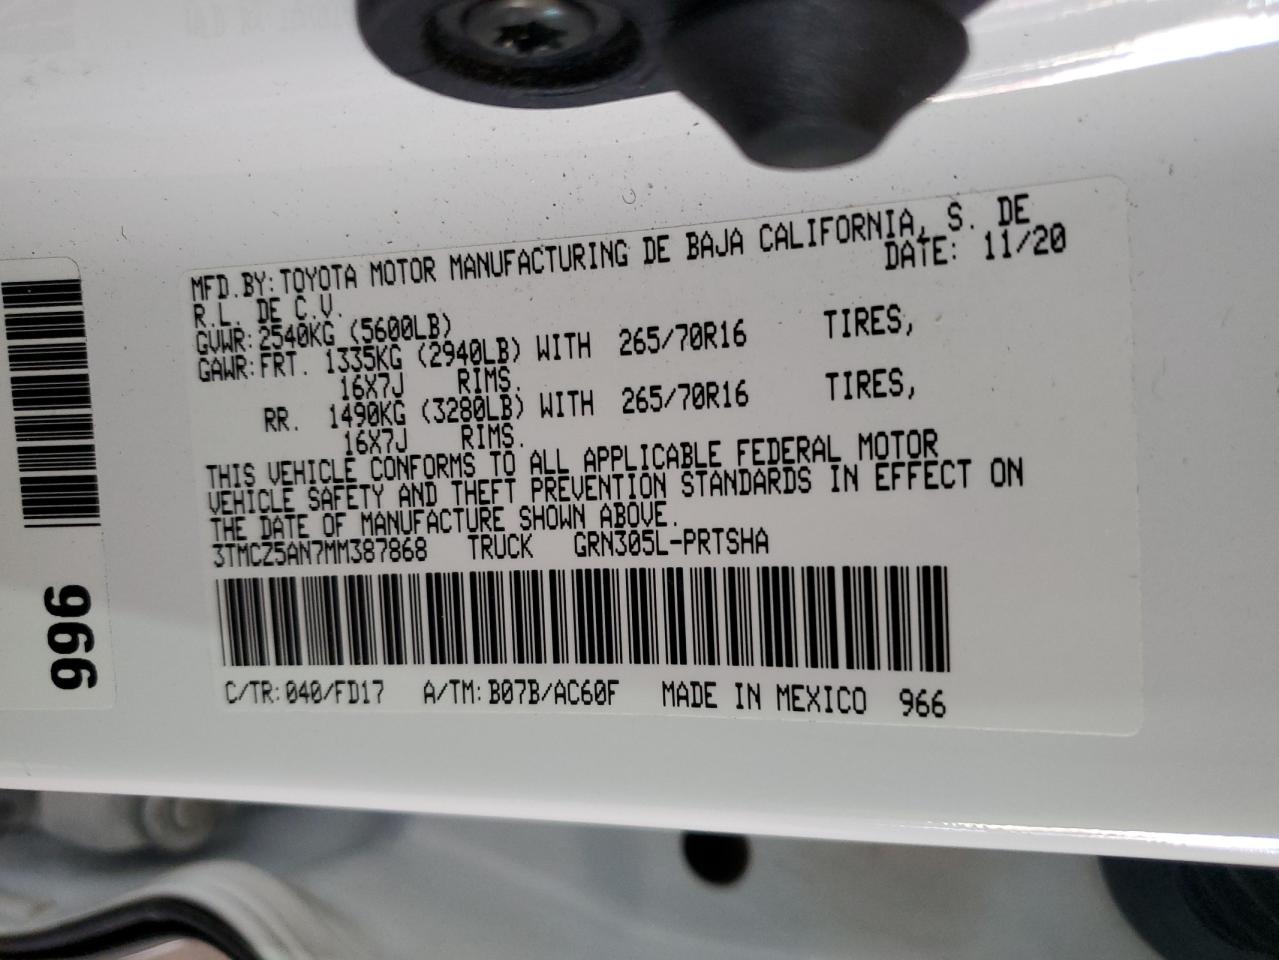 MFD.BY:TOYOTA MOTOR MANUFACTURING DE BAJA CALIFORNIA, S. DE
R.L. DE C.V. DATE: 11/20
GVWR:2540KG (5600LB)
GAWR:FRT. 1335KG (2940LB) WITH 265/70R16 TIRES,
16X7J RIMS.
RR. 1490KG (3280LB) WITH 265/70R16 TIRES,
16X7J RIMS.
THIS VEHICLE CONFORMS TO ALL APPLICABLE FEDERAL MOTOR
VEHICLE SAFETY AND THEFT PREVENTION STANDARDS IN EFFECT ON
THE DATE OF MANUFACTURE SHOWN ABOVE.
3TMCZ5AN7MM387868 TRUCK GRN305L-PRTSHA
C/TR:040/FD17 A/TM:B07B/AC60F MADE IN MEXICO 966
966